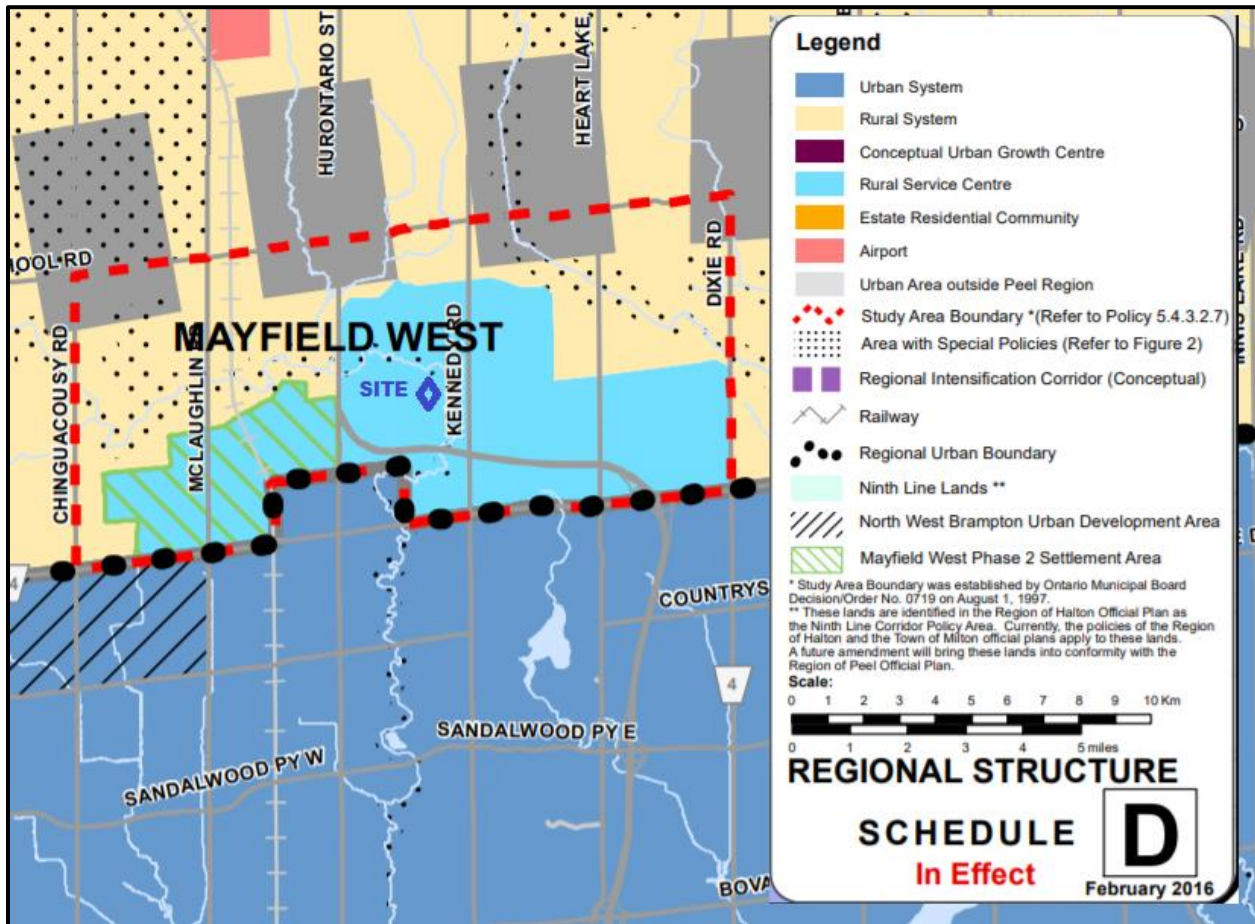 HURONTARIO ST
HEART LAKE
OOL RD
DIXIE RD
MAYFIELD WEST
KENNEDY RD
SITE
CHINGUACOUSY RD
MCLAUGHLIN
4
COUNTRYS
4
SANDALWOOD PY E
SANDALWOOD PY W
BOVA
Legend
Urban System
Rural System
Conceptual Urban Growth Centre
Rural Service Centre
Estate Residential Community
Airport
Urban Area outside Peel Region
Study Area Boundary *(Refer to Policy 5.4.3.2.7)
Area with Special Policies (Refer to Figure 2)
Regional Intensification Corridor (Conceptual)
Railway
Regional Urban Boundary
Ninth Line Lands **
North West Brampton Urban Development Area
Mayfield West Phase 2 Settlement Area
* Study Area Boundary was established by Ontario Municipal Board
Decision/Order No. 0719 on August 1, 1997.
** These lands are identified in the Region of Halton Official Plan as
the Ninth Line Corridor Policy Area. Currently, the policies of the Region
of Halton and the Town of Milton official plans apply to these lands.
A future amendment will bring these lands into conformity with the
Region of Peel Official Plan.
Scale:
0 1 2 3 4 5 6 7 8 9 10 Km
0 1 2 3 4 5 miles
REGIONAL STRUCTURE
SCHEDULE
D
In Effect
February 2016